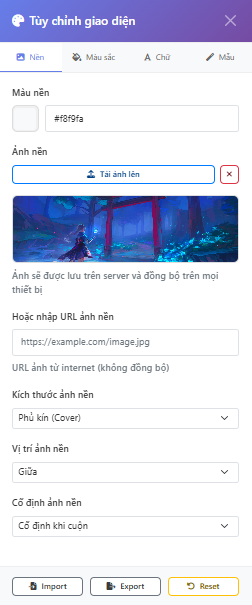 Tùy chỉnh giao diện
Nền
Màu sắc
Chữ
Mẫu
Màu nền
#f8f9fa
Ảnh nền
Tải ảnh lên
Ảnh sẽ được lưu trên server và đồng bộ trên mọi
thiết bị
Hoặc nhập URL ảnh nền
https://example.com/image.jpg
URL ảnh từ internet (không đồng bộ)
Kích thước ảnh nền
Phủ kín (Cover)
Vị trí ảnh nền
Giữa
Cố định ảnh nền
Cố định khi cuộn
Import
Export
Reset